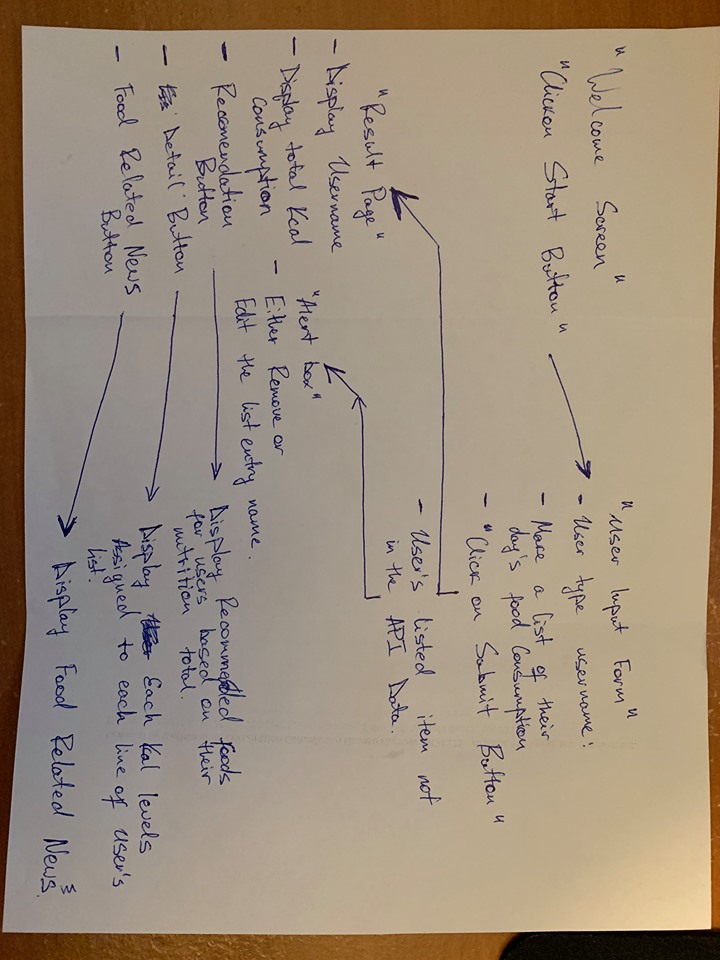 "Welcome Screen"
"Click on Start Button"
"User Input Form"
- User type username:
- Make a list of their
day's food Consumption
- "Click on Submit Button"
- User's listed item not
in the API Data.
"Result Page"
- Display Username
- Display total Kcal
Consumption
- Recomendation
Button
- Detail Button
- Food Related News
Button
"Alert box"
- Either Remove or
Edit the list entry name.
Display Recommended foods
for users based on their
nutrition total.
Display Each Kal levels
Assigned to each line of User's
list.
Display Food Related News.